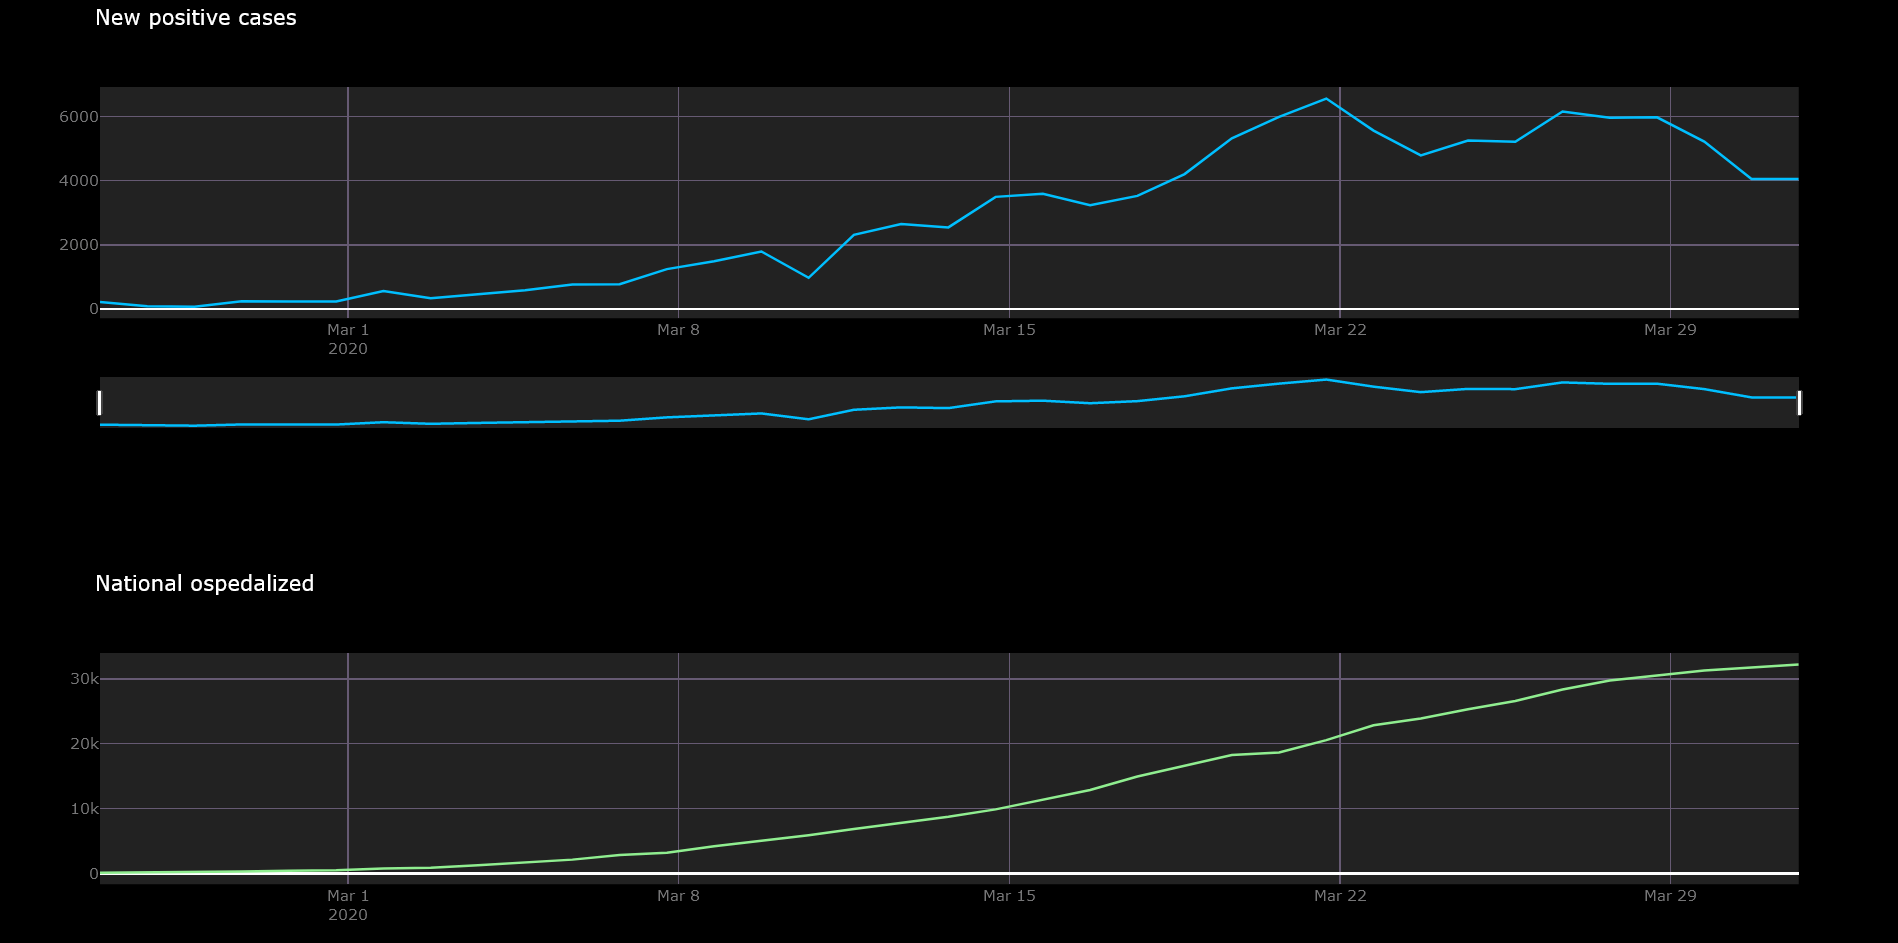 New positive cases
6000
4000
2000
0
Mar 1 Mar 8 Mar 15 Mar 22 Mar 29
2020
National ospedalized
30k
20k
10k
0
Mar 1 Mar 8 Mar 15 Mar 22 Mar 29
2020